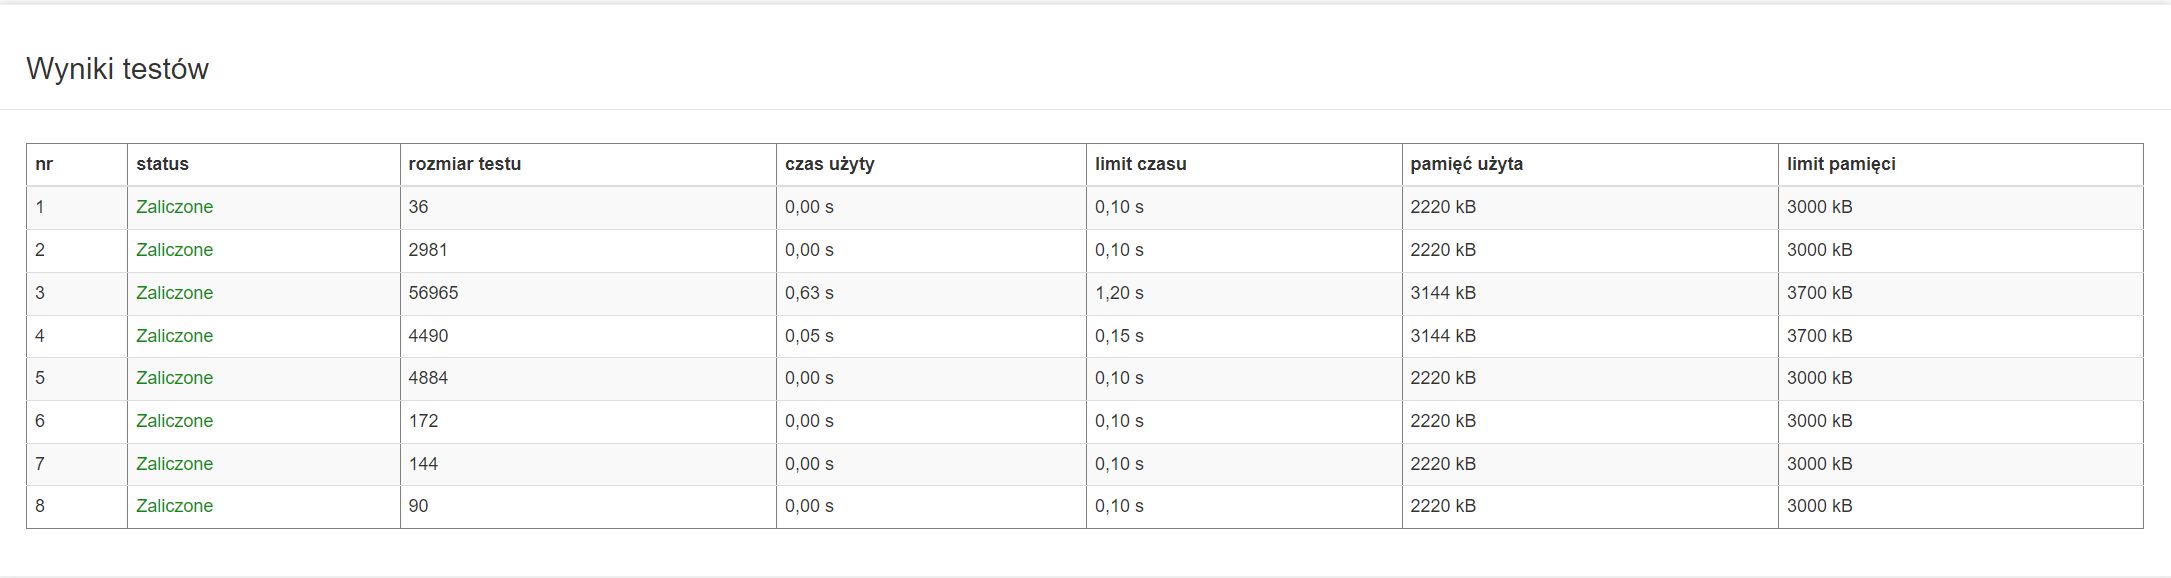 Wyniki testów
nr status rozmiar testu czas użyty limit czasu pamięć użyta limit pamięci
1 Zaliczone 36 0,00 s 0,10 s 2220 kB 3000 kB
2 Zaliczone 2981 0,00 s 0,10 s 2220 kB 3000 kB
3 Zaliczone 56965 0,63 s 1,20 s 3144 kB 3700 kB
4 Zaliczone 4490 0,05 s 0,15 s 3144 kB 3700 kB
5 Zaliczone 4884 0,00 s 0,10 s 2220 kB 3000 kB
6 Zaliczone 172 0,00 s 0,10 s 2220 kB 3000 kB
7 Zaliczone 144 0,00 s 0,10 s 2220 kB 3000 kB
8 Zaliczone 90 0,00 s 0,10 s 2220 kB 3000 kB